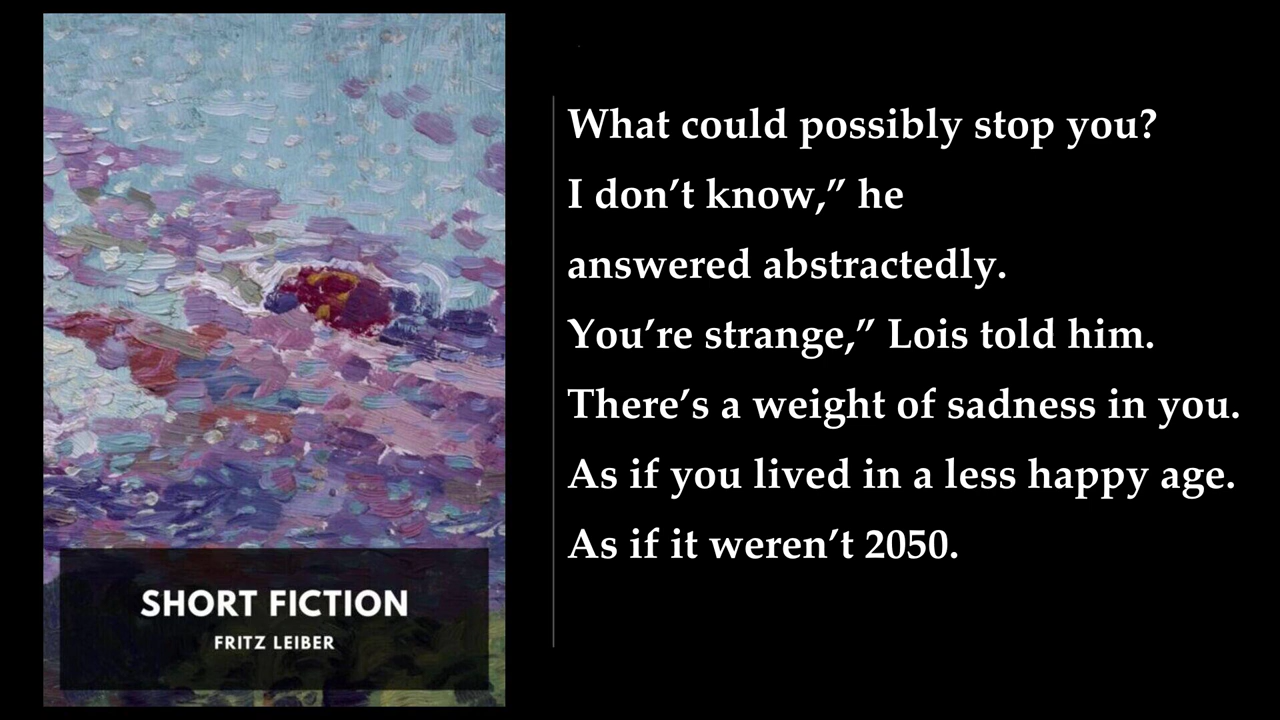 SHORT FICTION
FRITZ LEIBER
What could possibly stop you?
I don’t know,” he
answered abstractedly.
You’re strange,” Lois told him.
There’s a weight of sadness in you.
As if you lived in a less happy age.
As if it weren’t 2050.